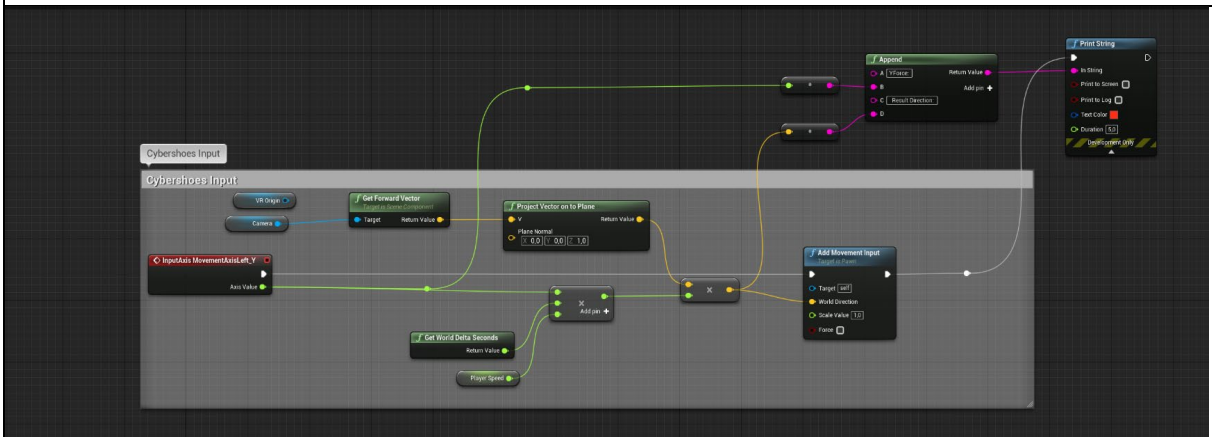 Print String
In String
Print to Screen
Print to Log
Text Color
Duration 5,0
Development Only
Append
A YForce:
Return Value
B
Add pin +
C Recult Direction:
D
Cybershoes Input
Cybershoes Input
VR Origin
Camera
Get Forward Vector
Target is Scene Component
Target Return Value
Project Vector on to Plane
V Return Value
Plane Normal
X 0,0 Y 0,0 Z 1,0
InputAxis MovementAxisLeft_Y
Axis Value
Add pin +
Get World Delta Seconds
Return Value
Player Speed
Add Movement Input
Target is Pawn
Target self
World Direction
Scale Value 1,0
Force